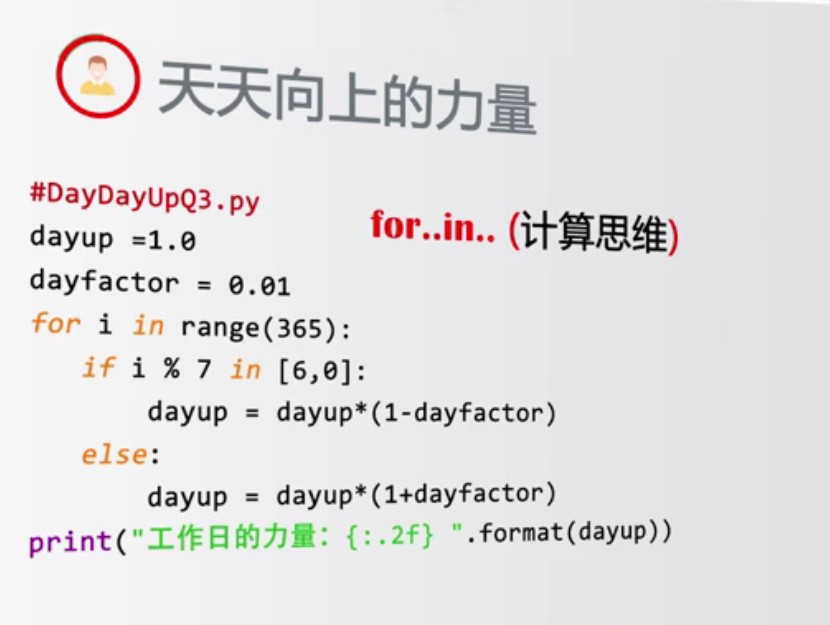 天天向上的力量
#DayDayUpQ3.py
for..in.. (计算思维)
dayup =1.0
dayfactor = 0.01
for i in range(365):
    if i % 7 in [6,0]:
        dayup = dayup*(1-dayfactor)
    else:
        dayup = dayup*(1+dayfactor)
print("工作日的力量：{:.2f} ".format(dayup))